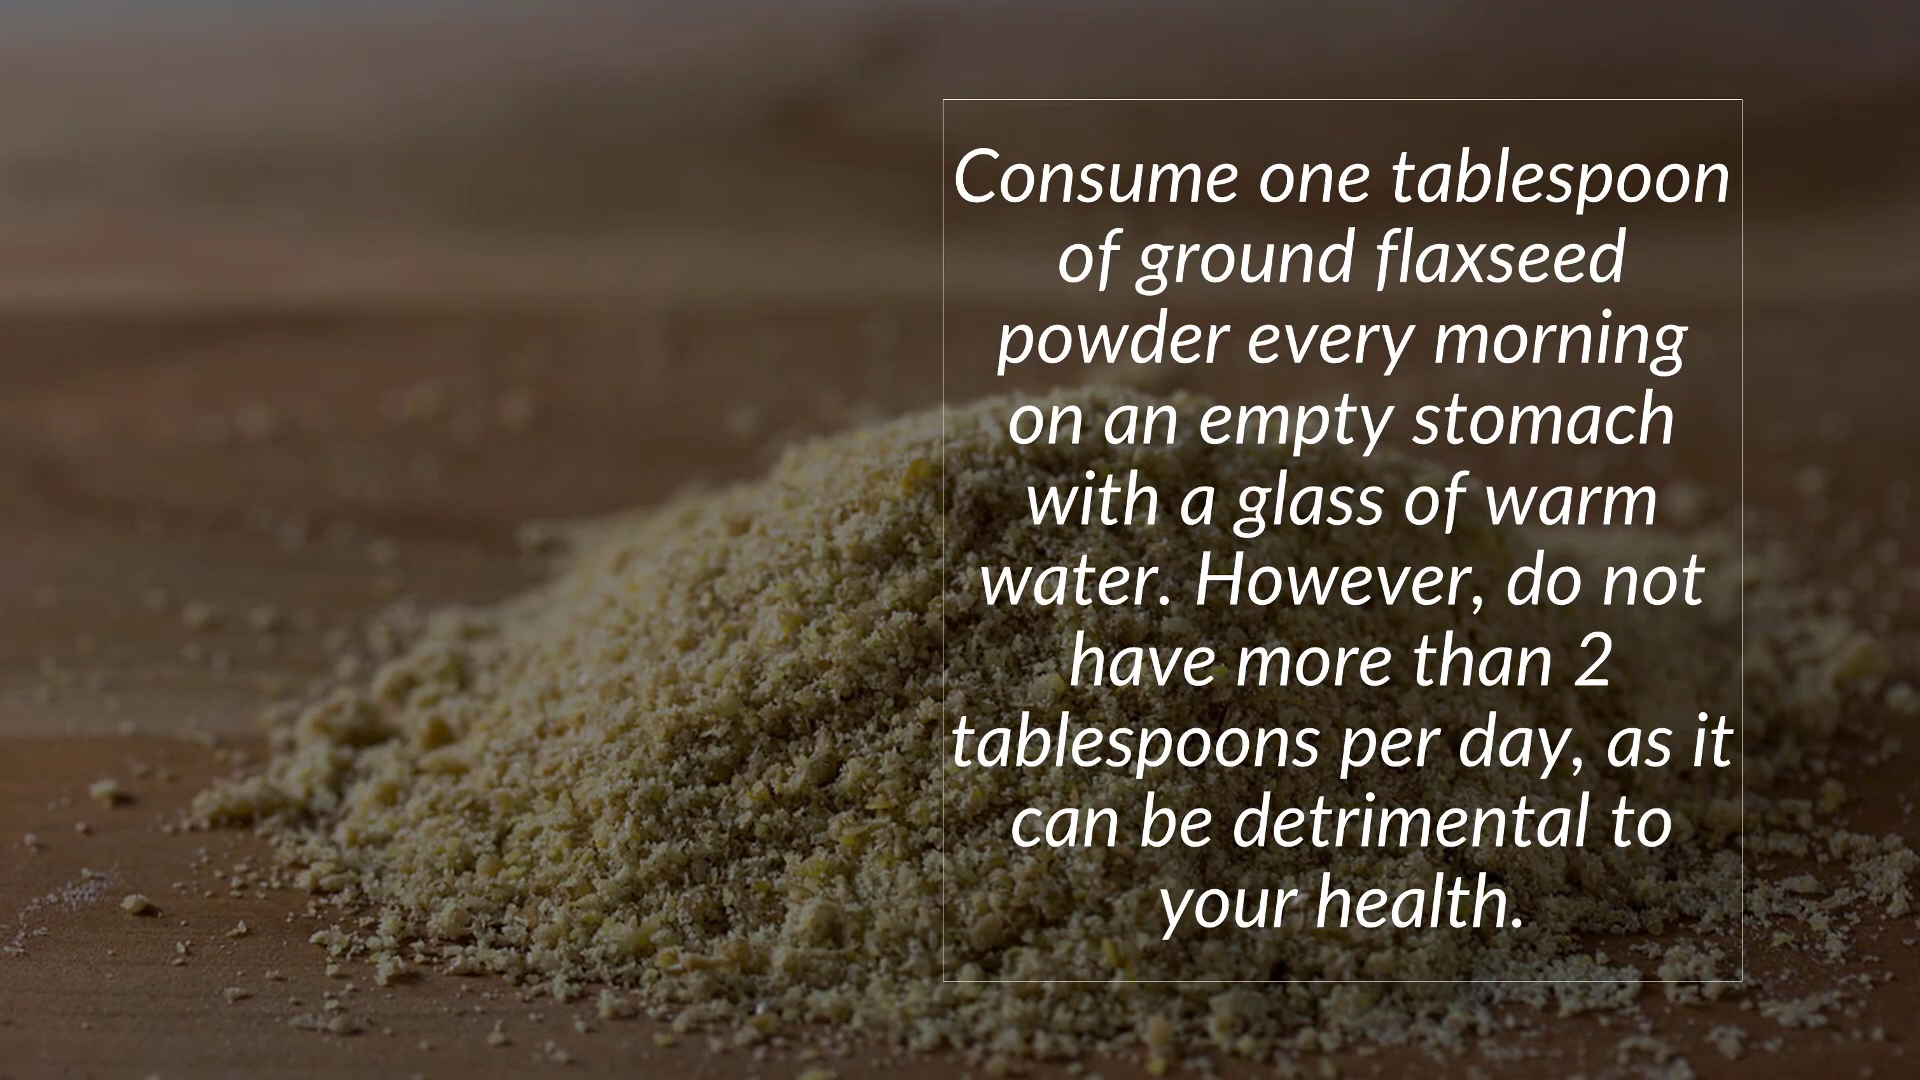 Consume one tablespoon
of ground flaxseed
powder every morning
on an empty stomach
with a glass of warm
water. However, do not
have more than 2
tablespoons per day, as it
can be detrimental to
your health.